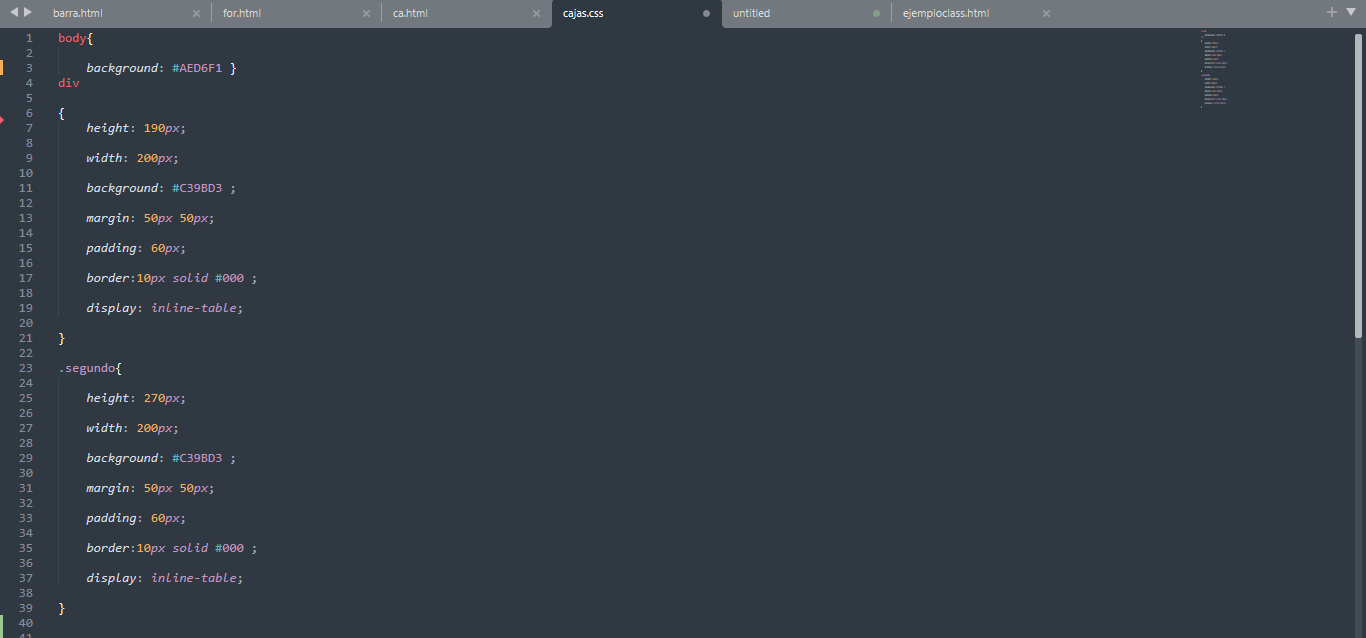 barra.html × for.html × ca.html × cajas.css untitled ejemploclass.html × +
1 body{
2
3 background: #AED6F1 }
4 div
5
6 {
7 height: 190px;
8
9 width: 200px;
10
11 background: #C39BD3 ;
12
13 margin: 50px 50px;
14
15 padding: 60px;
16
17 border:10px solid #000 ;
18
19 display: inline-table;
20
21 }
22
23 .segundo{
24
25 height: 270px;
26
27 width: 200px;
28
29 background: #C39BD3 ;
30
31 margin: 50px 50px;
32
33 padding: 60px;
34
35 border:10px solid #000 ;
36
37 display: inline-table;
38
39 }
40
41